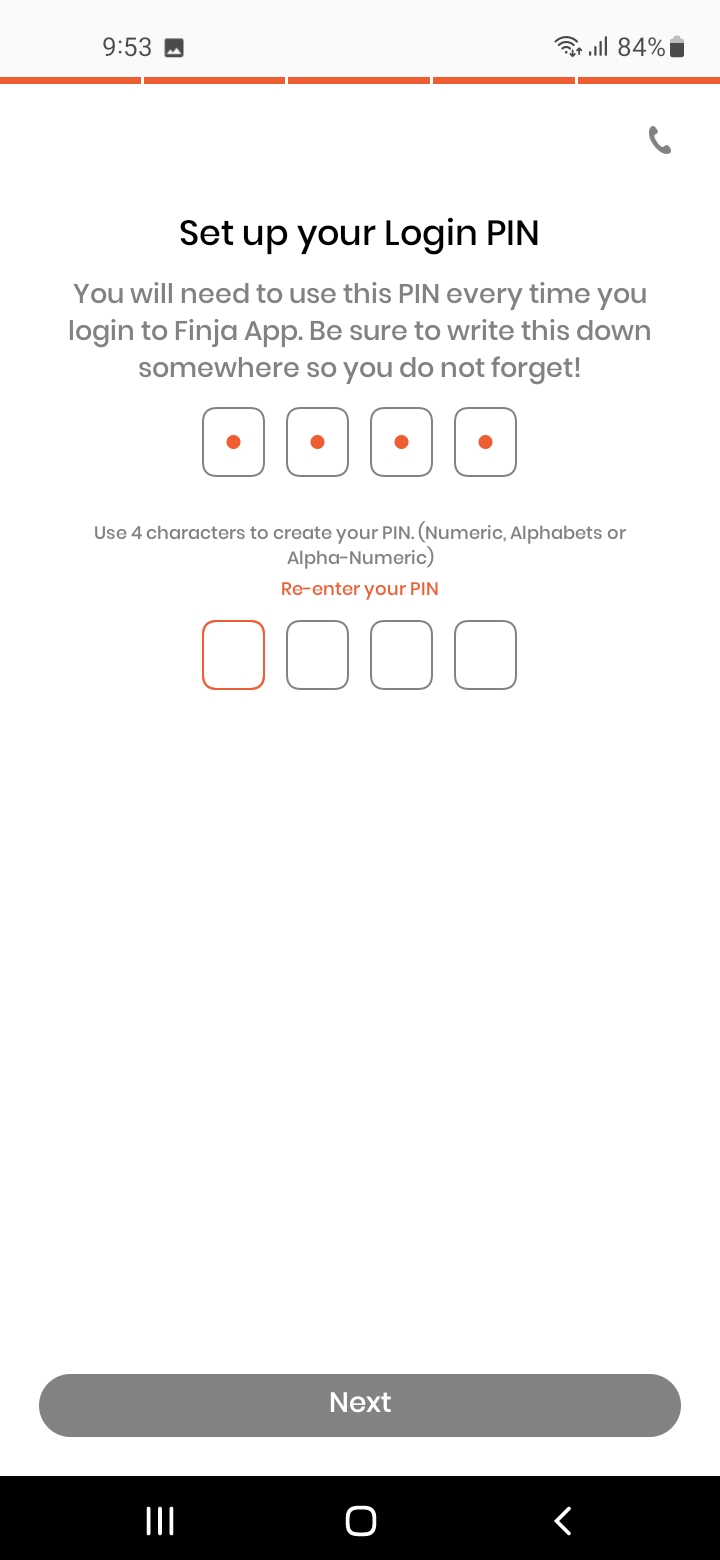 9:53
84%
Set up your Login PIN
You will need to use this PIN every time you
login to Finja App. Be sure to write this down
somewhere so you do not forget!
Use 4 characters to create your PIN. (Numeric, Alphabets or
Alpha-Numeric)
Re-enter your PIN
Next